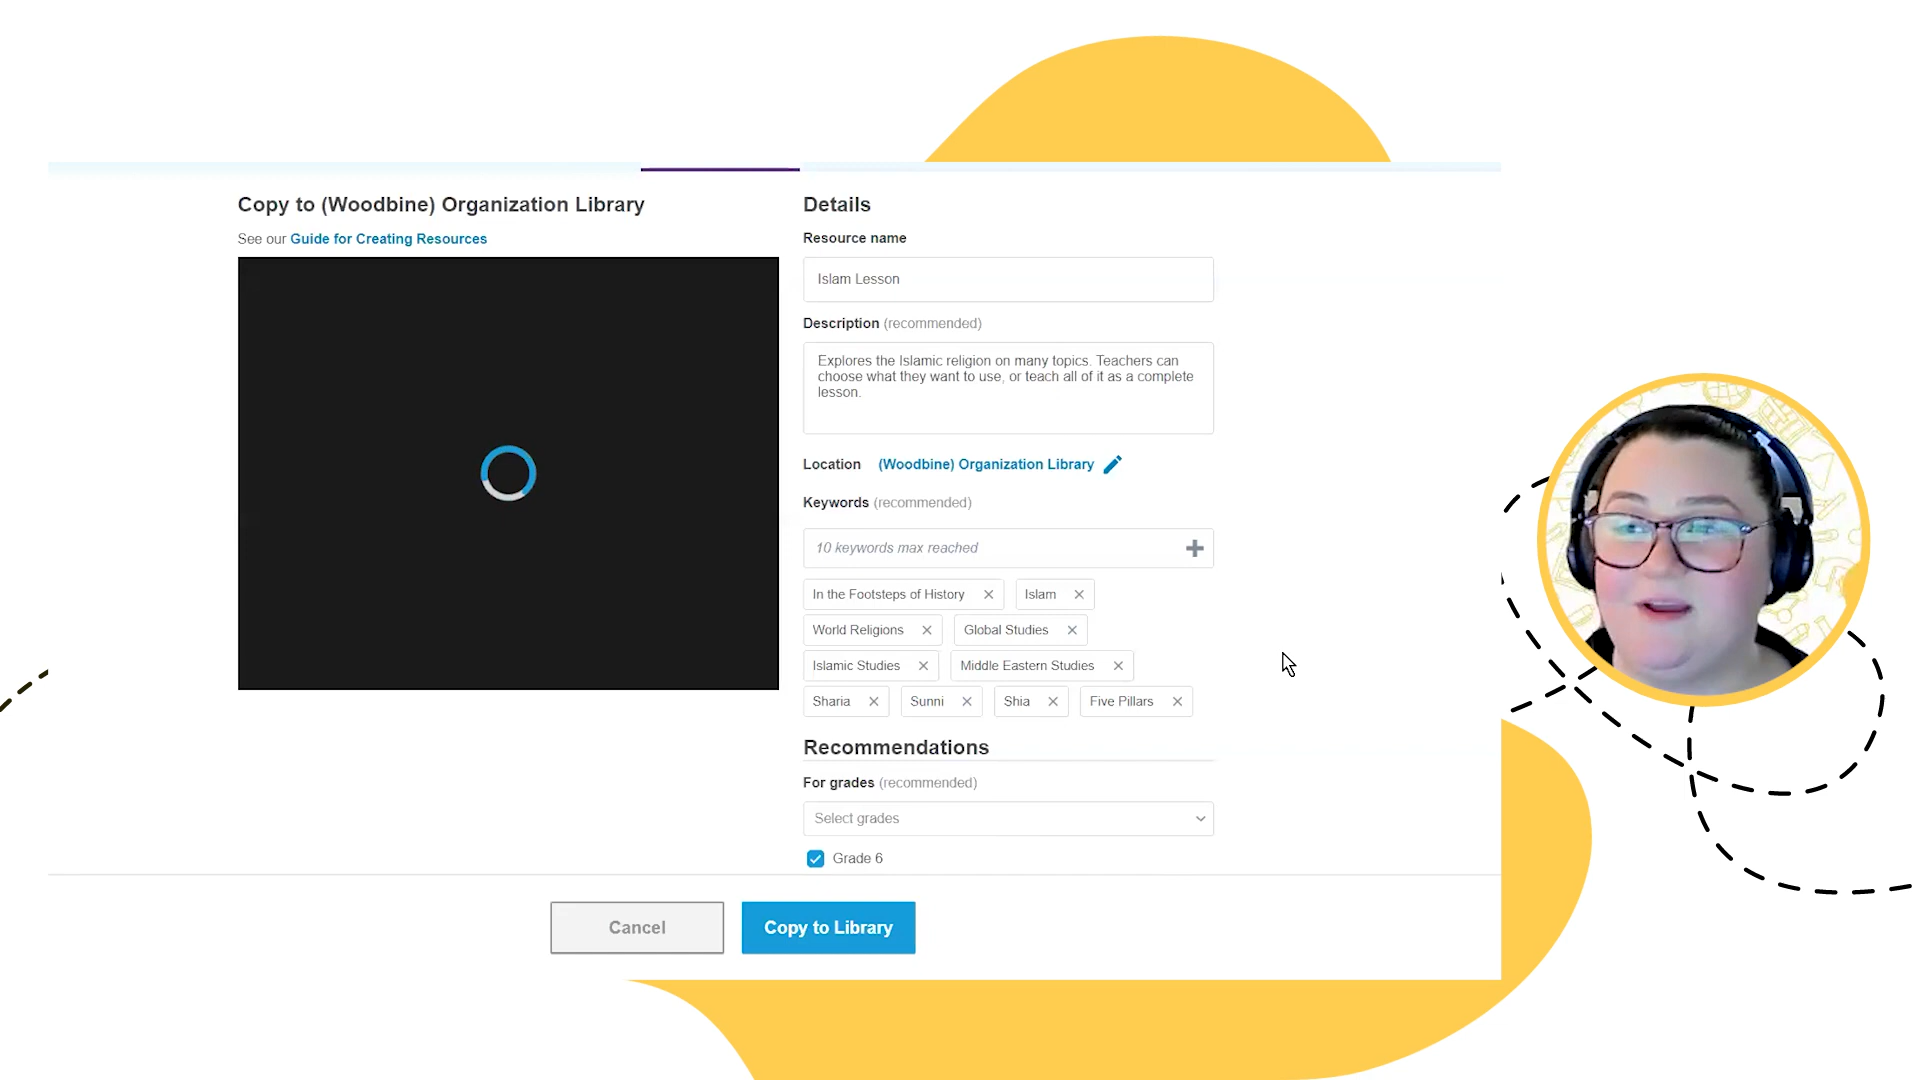 Copy to (Woodbine) Organization Library
See our Guide for Creating Resources
Details
Resource name
Islam Lesson
Description (recommended)
Explores the Islamic religion on many topics. Teachers can
choose what they want to use, or teach all of it as a complete
lesson.
Location (Woodbine) Organization Library
Keywords (recommended)
10 keywords max reached
In the Footsteps of History
Islam
World Religions
Global Studies
Islamic Studies
Middle Eastern Studies
Sharia
Sunni
Shia
Five Pillars
Recommendations
For grades (recommended)
Select grades
Grade 6
Cancel
Copy to Library